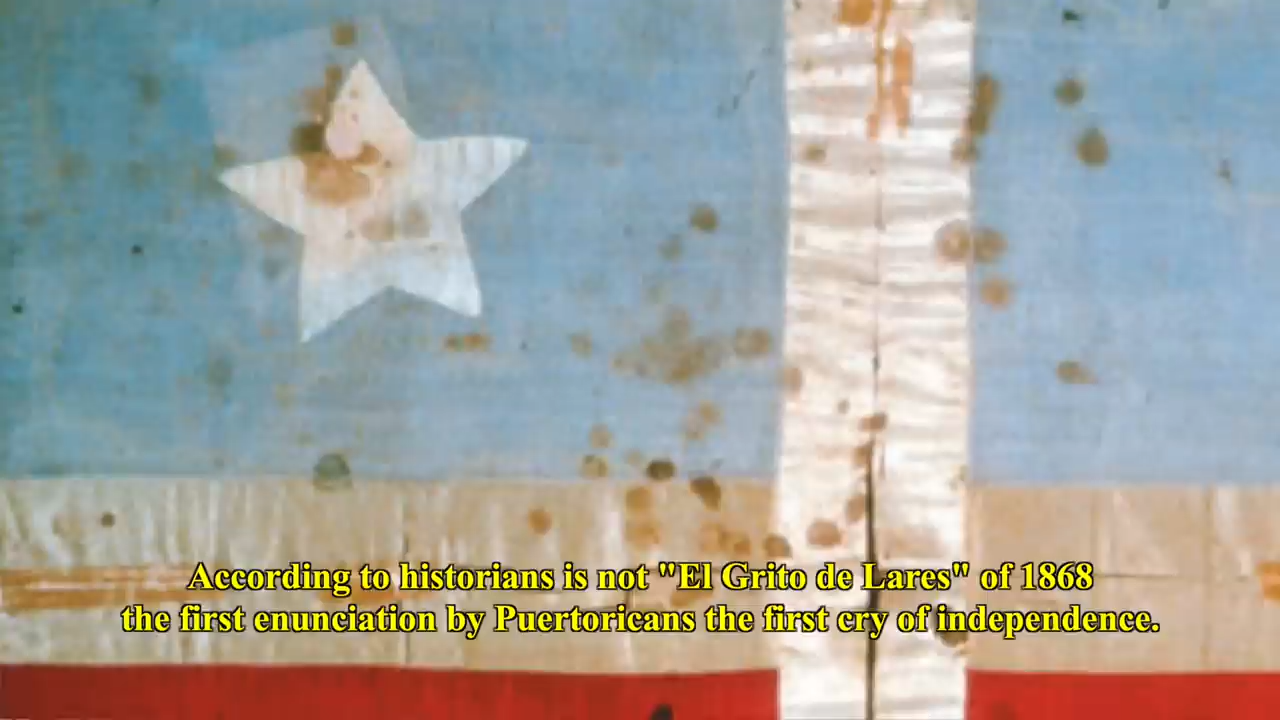 According to historians is not "El Grito de Lares" of 1868
the first enunciation by Puertoricans the first cry of independence.